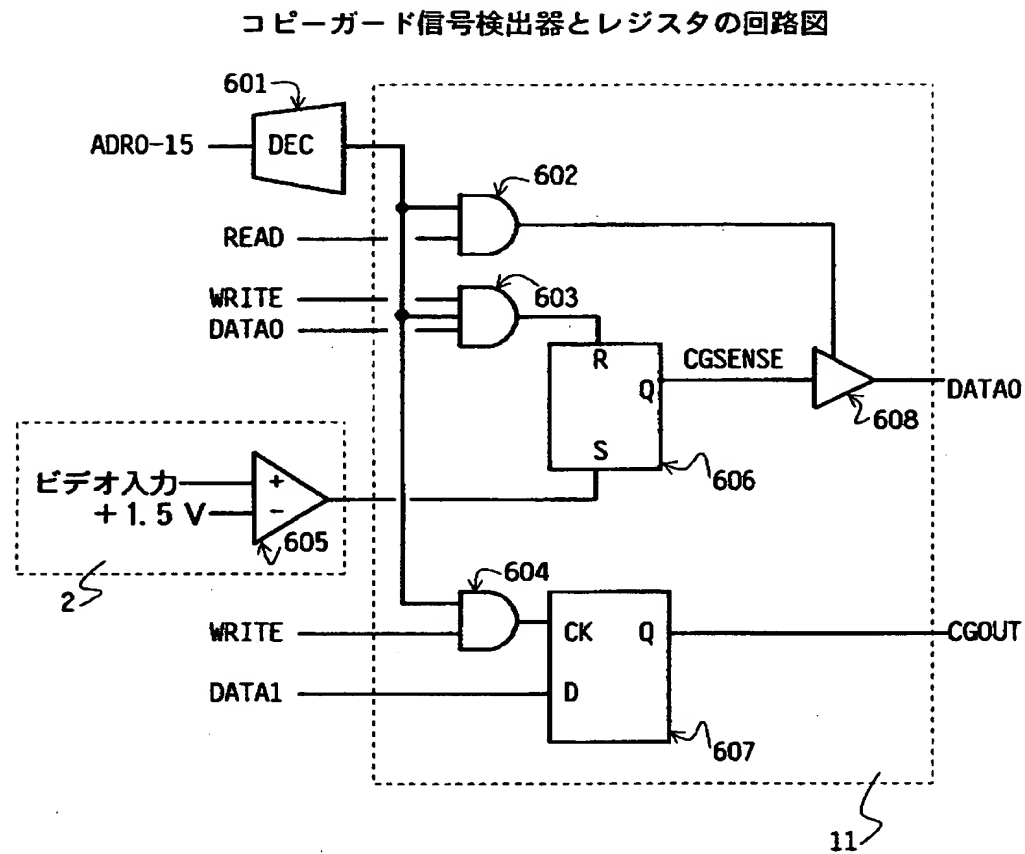 コピーガード信号検出器とレジスタの回路図
601
ADR0-15
DEC
602
READ
WRITE
603
DATA0
R
Q
S
CGSENSE
DATA0
608
606
ビデオ入力
+1.5 V
+
-
605
2
604
WRITE
CK
Q
CGOUT
DATA1
D
607
11